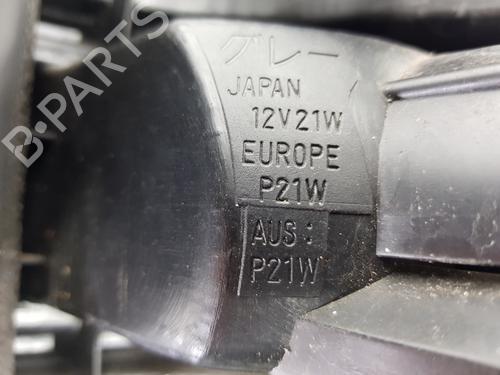 グレー
JAPAN
12V21W
EUROPE
P21W
AUS:
P21W
B-PARTS